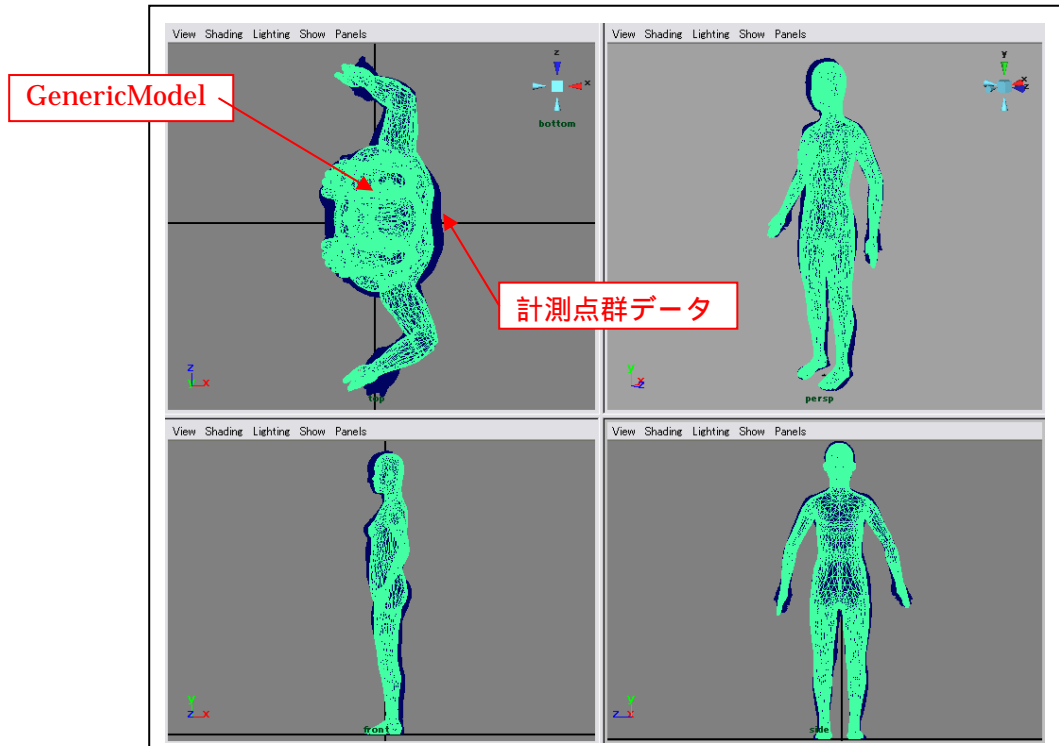 View Shading Lighting Show Panels
View Shading Lighting Show Panels
GenericModel
z
x
bottom
y
x
z
計測点群データ
z
y x
top
y
x
z
persp
View Shading Lighting Show Panels
View Shading Lighting Show Panels
y
z x
front
y
z x
side